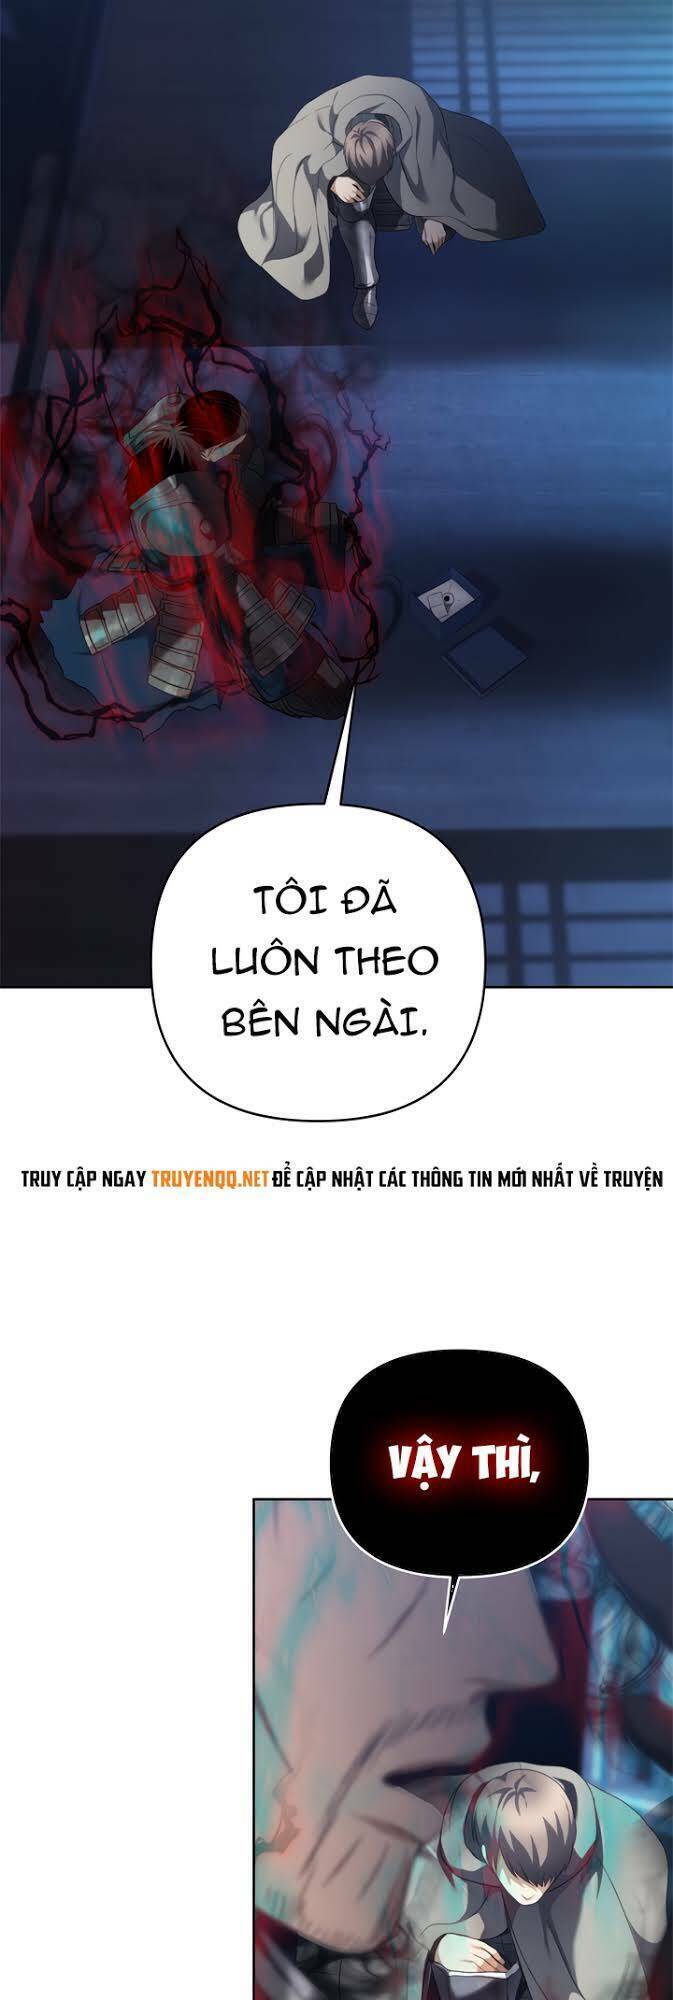 TÔI ĐÃ
LUÔN THEO
BÊN NGÀI.
TRUY CẬP NGAY TRUYENQQ.NET ĐỂ CẬP NHẬT CÁC THÔNG TIN MỚI NHẤT VỀ TRUYỆN
VẬY THÌ,